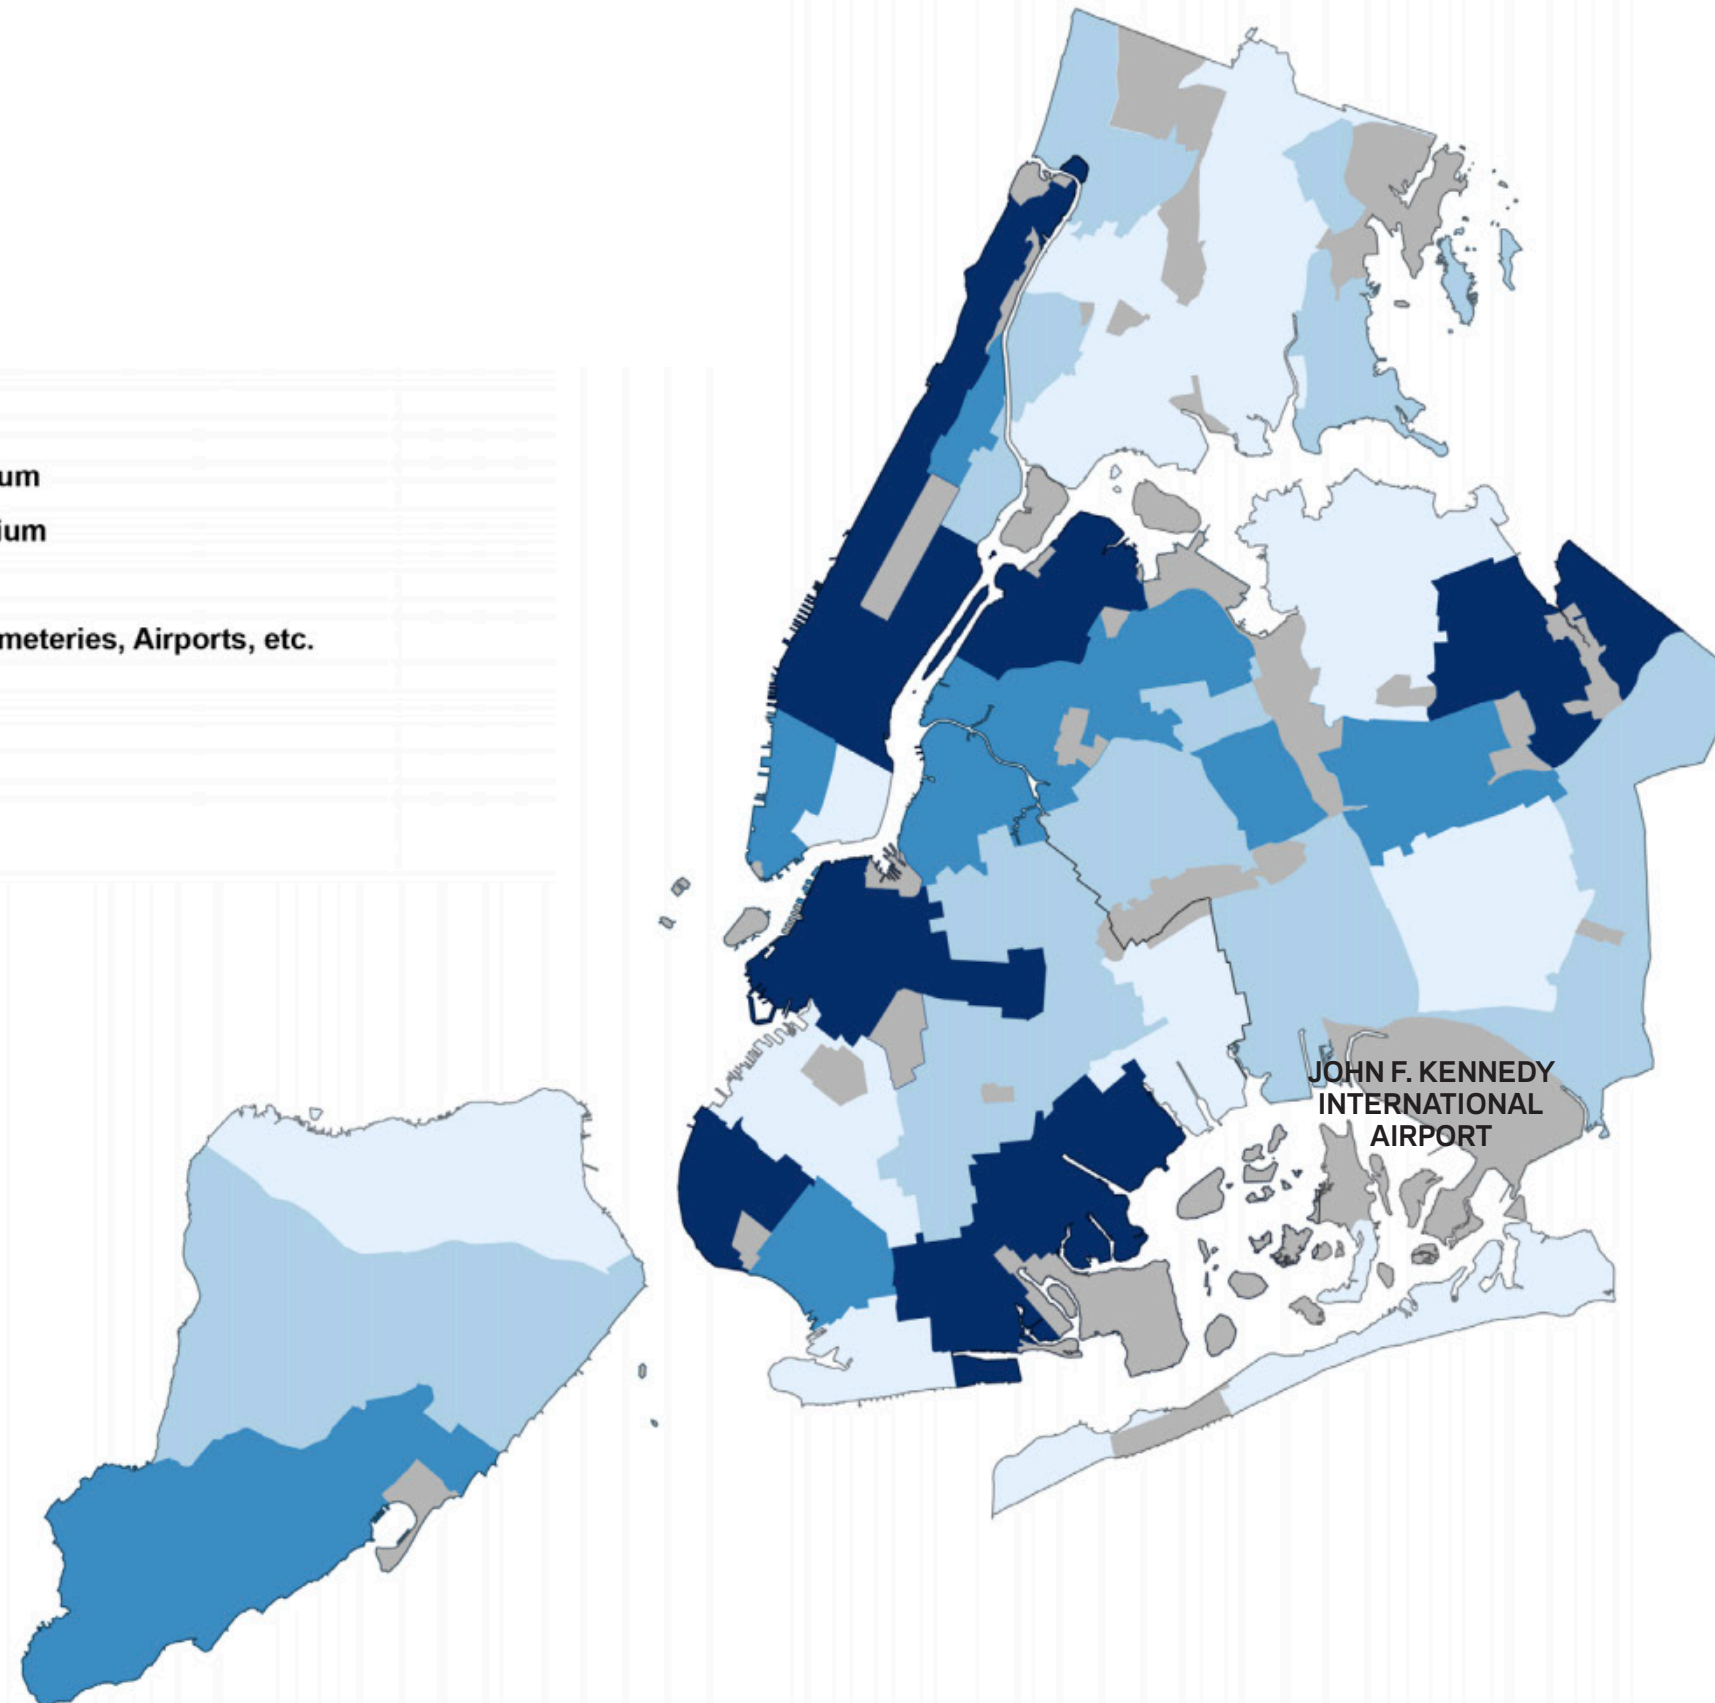 um
ium
meteries, Airports, etc.
JOHN F. KENNEDY
INTERNATIONAL
AIRPORT